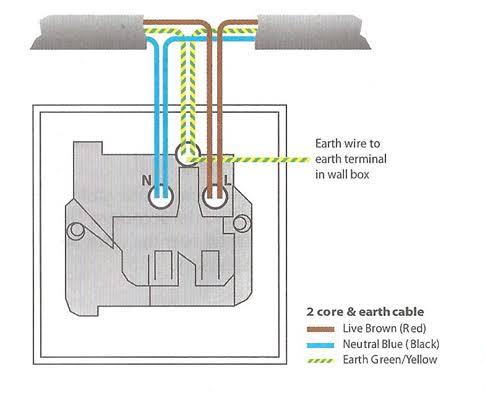 Earth wire to
earth terminal
in wall box
N
L
2 core & earth cable
Live Brown (Red)
Neutral Blue (Black)
Earth Green/Yellow